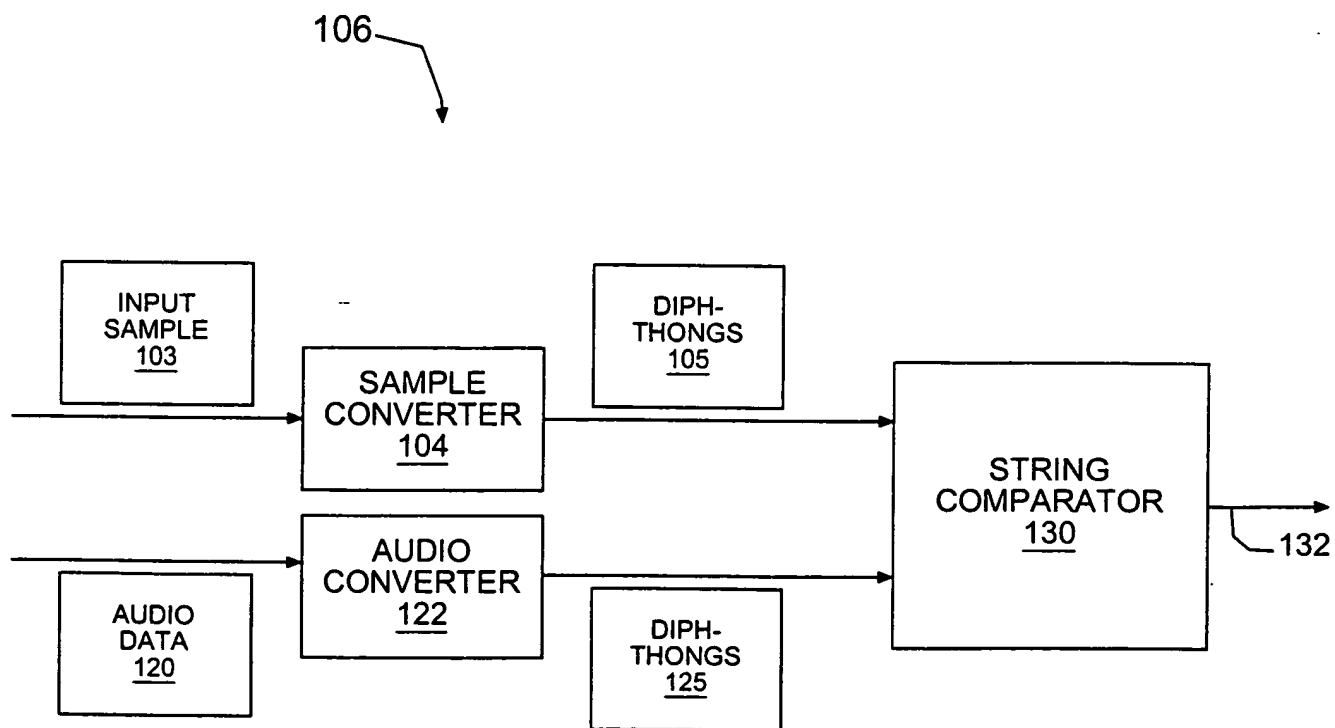 106
INPUT
SAMPLE
103
SAMPLE
CONVERTER
104
DIPH-
THONGS
105
AUDIO
DATA
120
AUDIO
CONVERTER
122
DIPH-
THONGS
125
STRING
COMPARATOR
130
132